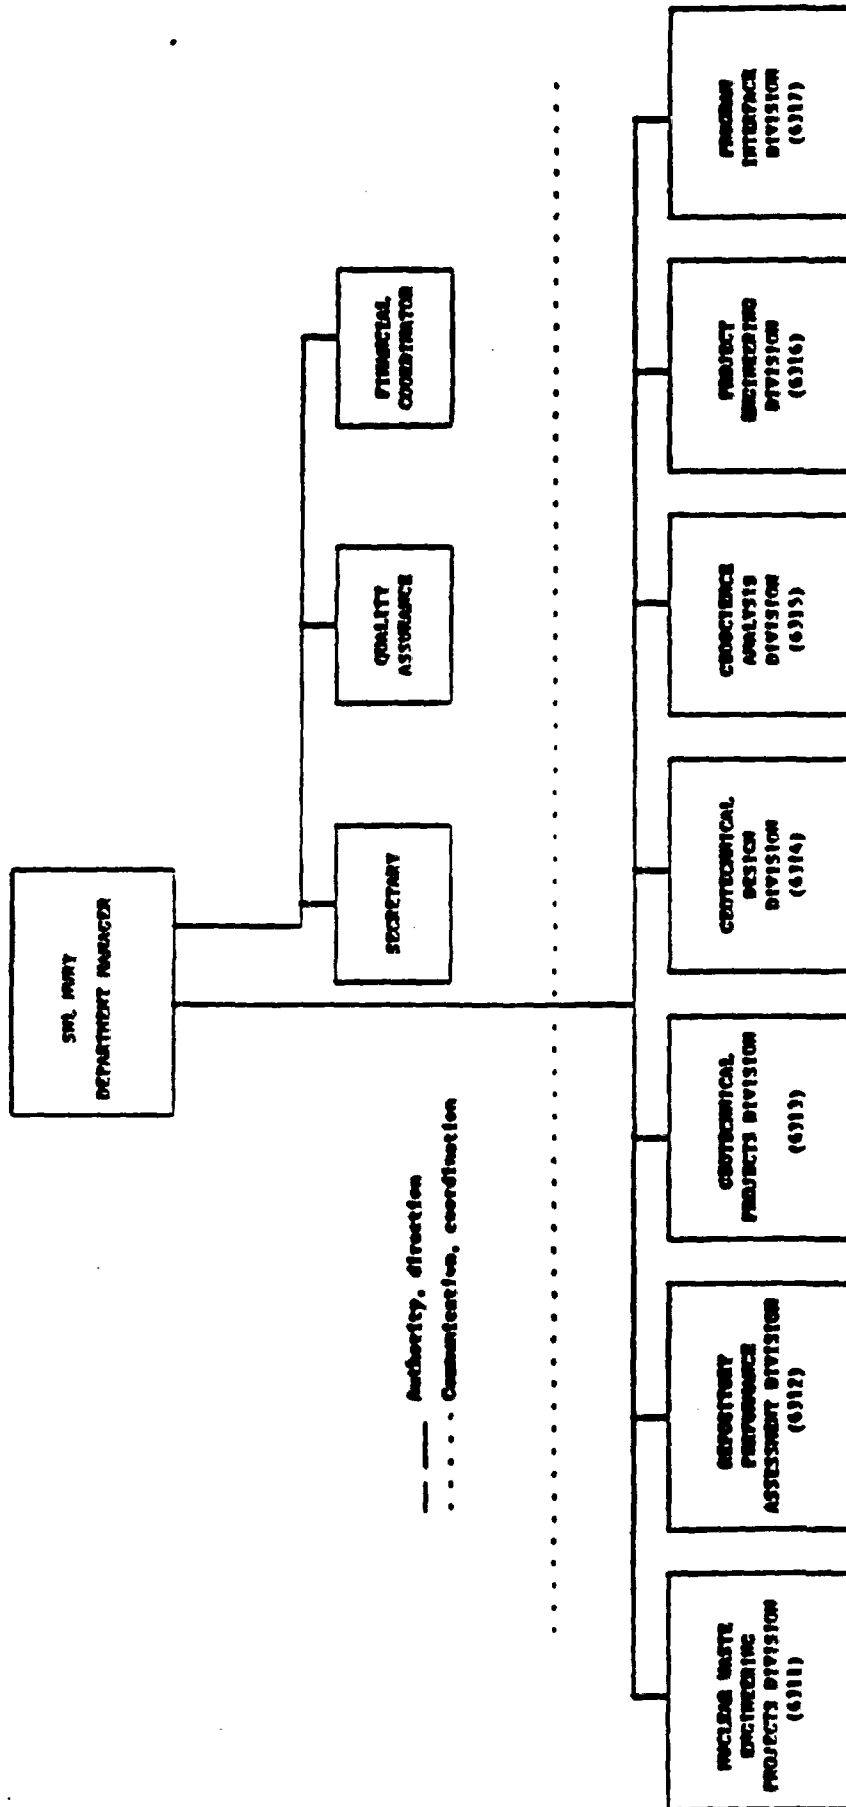 SNL NWRT
DEPARTMENT MANAGER
SECRETARY
QUALITY
ASSURANCE
FINANCIAL
COORDINATOR
Authority, direction
Communication, coordination
NUCLEAR WASTE
ENGINEERING
PROJECTS DIVISION
(6311)
REPOSITORY
PERFORMANCE
ASSESSMENT DIVISION
(6312)
GEOTECHNICAL
PROJECTS DIVISION
(6313)
GEOTECHNICAL
DESIGN
DIVISION
(6314)
GEOSCIENCE
ANALYSIS
DIVISION
(6315)
PROJECT
ENGINEERING
DIVISION
(6316)
PROGRAM
INTERFACE
DIVISION
(6317)